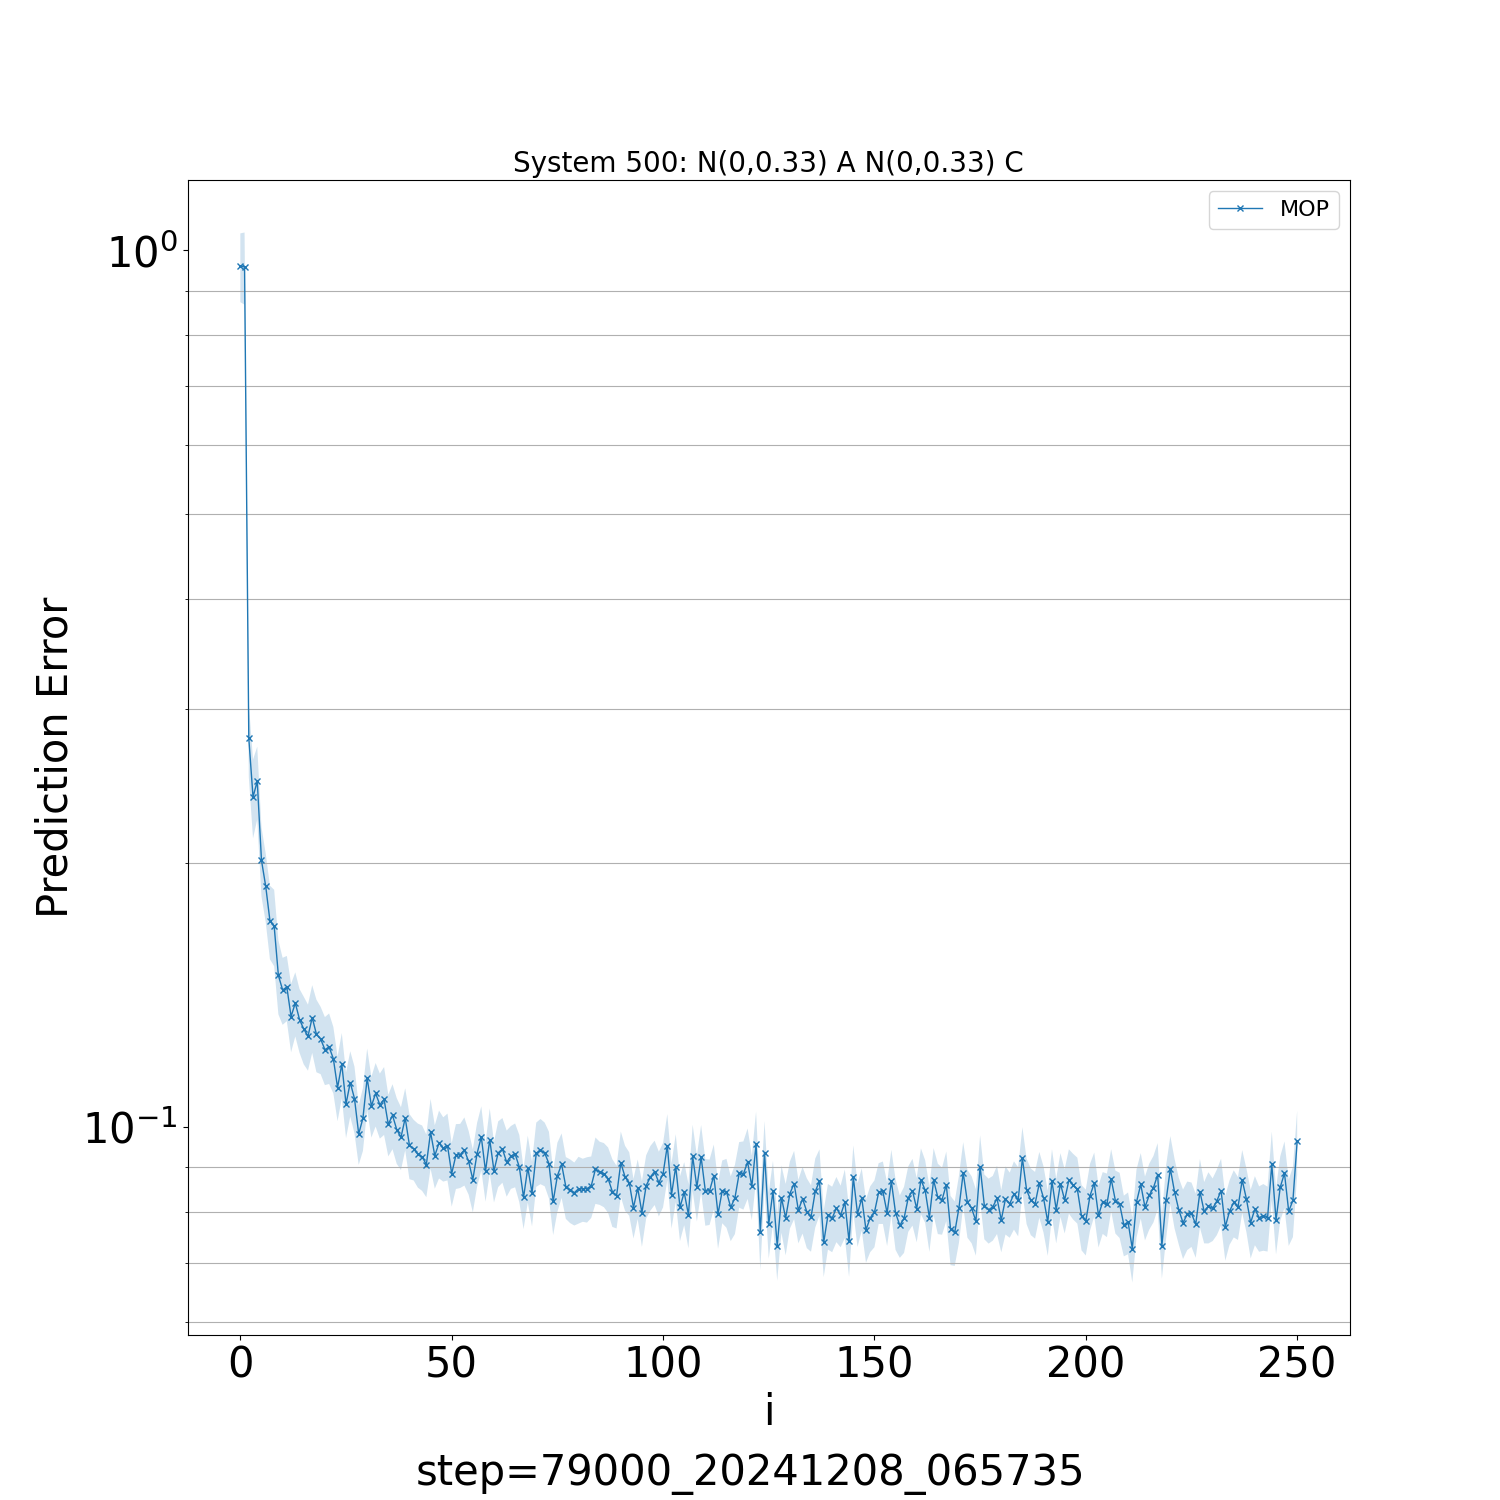 System 500: N(0,0.33) A N(0,0.33) C
MOP
10⁰
10⁻¹
Prediction Error
0 50 100 150 200 250
i
step=79000_20241208_065735